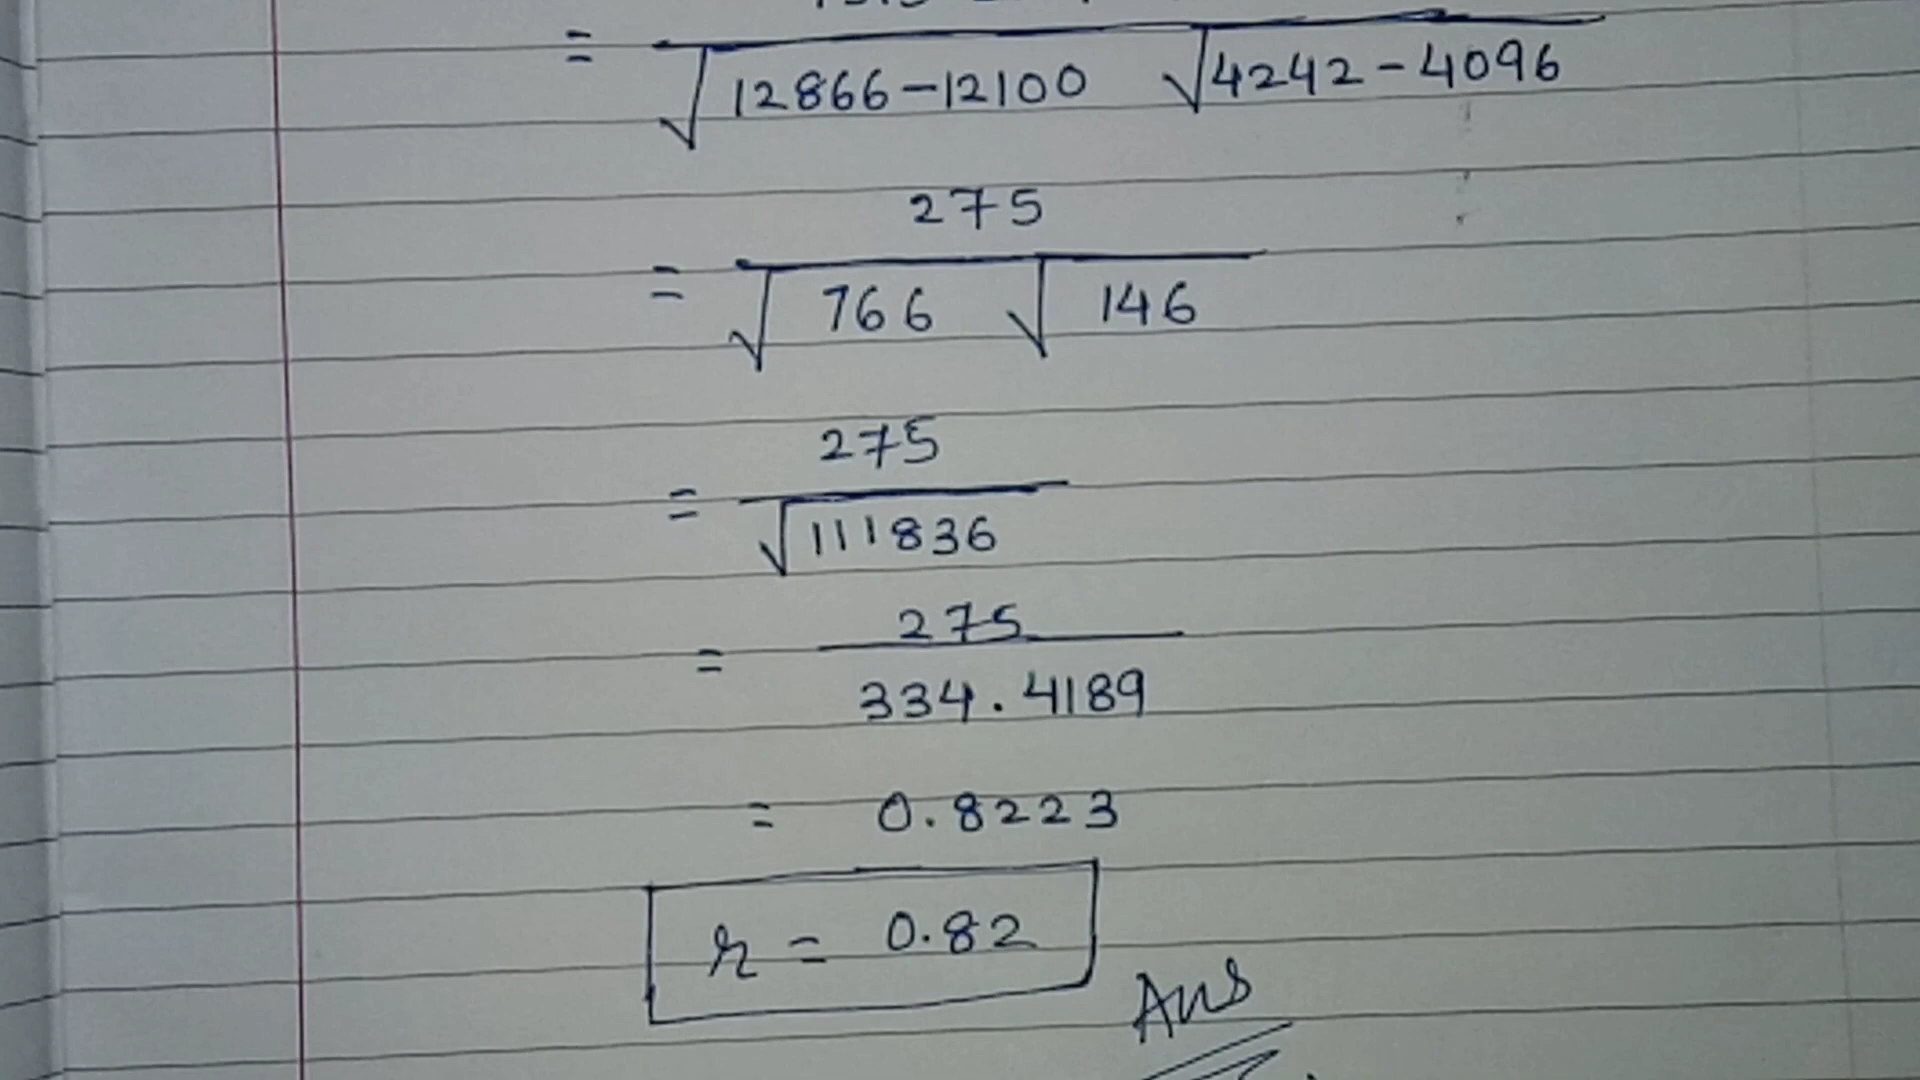 = √12866-12100 √4242-4096
275
= √766 √146
275
= √111836
275
= 334.4189
= 0.8223
r = 0.82
Ans